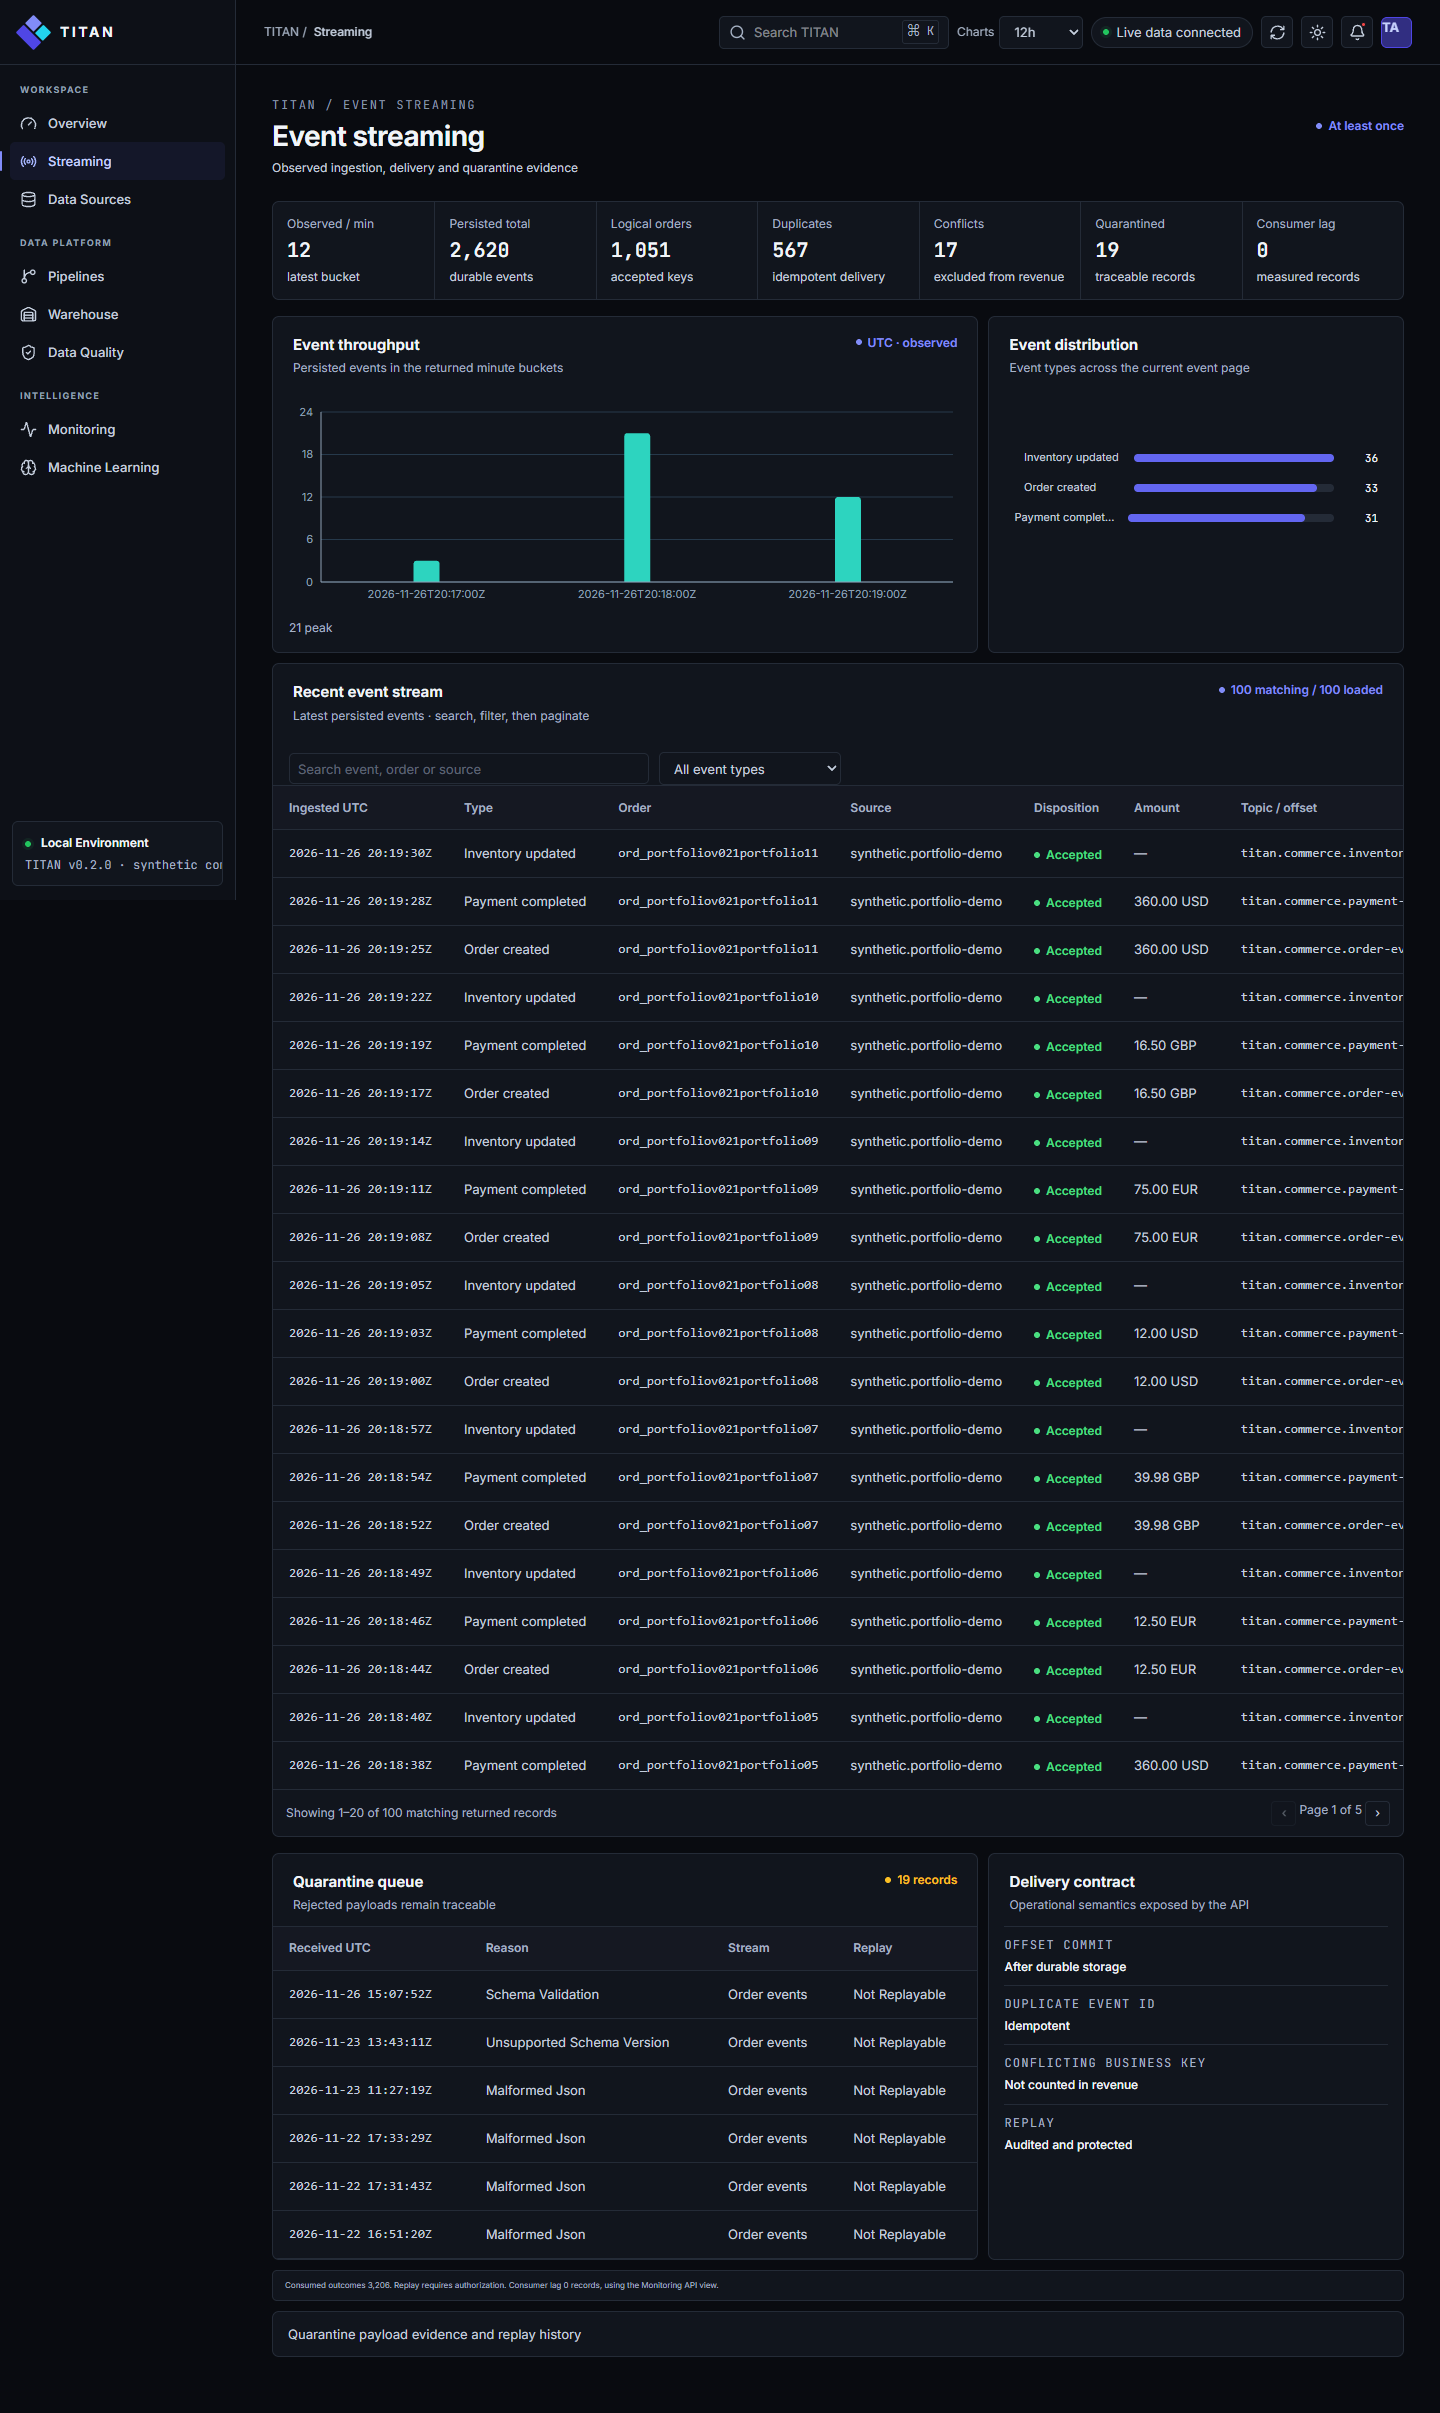 TITAN
TITAN / Streaming
Search TITAN ⌘ K
Charts
12h
Live data connected
TA
WORKSPACE
Overview
Streaming
Data Sources
DATA PLATFORM
Pipelines
Warehouse
Data Quality
INTELLIGENCE
Monitoring
Machine Learning
Local Environment
TITAN v0.2.0 · synthetic co
TITAN / EVENT STREAMING
Event streaming
Observed ingestion, delivery and quarantine evidence
At least once
Observed / min
12
latest bucket
Persisted total
2,620
durable events
Logical orders
1,051
accepted keys
Duplicates
567
idempotent delivery
Conflicts
17
excluded from revenue
Quarantined
19
traceable records
Consumer lag
0
measured records
Event throughput
UTC · observed
Persisted events in the returned minute buckets
24
18
12
6
0
2026-11-26T20:17:00Z 2026-11-26T20:18:00Z 2026-11-26T20:19:00Z
21 peak
Event distribution
Event types across the current event page
Inventory updated 36
Order created 33
Payment complet... 31
Recent event stream
100 matching / 100 loaded
Latest persisted events · search, filter, then paginate
Search event, order or source
All event types
Ingested UTC Type Order Source Disposition Amount Topic / offset
2026-11-26 20:19:30Z Inventory updated ord_portfoliov021portfolio11 synthetic.portfolio-demo Accepted — titan.commerce.inventor
2026-11-26 20:19:28Z Payment completed ord_portfoliov021portfolio11 synthetic.portfolio-demo Accepted 360.00 USD titan.commerce.payment-
2026-11-26 20:19:25Z Order created ord_portfoliov021portfolio11 synthetic.portfolio-demo Accepted 360.00 USD titan.commerce.order-ev
2026-11-26 20:19:22Z Inventory updated ord_portfoliov021portfolio10 synthetic.portfolio-demo Accepted — titan.commerce.inventor
2026-11-26 20:19:19Z Payment completed ord_portfoliov021portfolio10 synthetic.portfolio-demo Accepted 16.50 GBP titan.commerce.payment-
2026-11-26 20:19:17Z Order created ord_portfoliov021portfolio10 synthetic.portfolio-demo Accepted 16.50 GBP titan.commerce.order-ev
2026-11-26 20:19:14Z Inventory updated ord_portfoliov021portfolio09 synthetic.portfolio-demo Accepted — titan.commerce.inventor
2026-11-26 20:19:11Z Payment completed ord_portfoliov021portfolio09 synthetic.portfolio-demo Accepted 75.00 EUR titan.commerce.payment-
2026-11-26 20:19:08Z Order created ord_portfoliov021portfolio09 synthetic.portfolio-demo Accepted 75.00 EUR titan.commerce.order-ev
2026-11-26 20:19:05Z Inventory updated ord_portfoliov021portfolio08 synthetic.portfolio-demo Accepted — titan.commerce.inventor
2026-11-26 20:19:03Z Payment completed ord_portfoliov021portfolio08 synthetic.portfolio-demo Accepted 12.00 USD titan.commerce.payment-
2026-11-26 20:19:00Z Order created ord_portfoliov021portfolio08 synthetic.portfolio-demo Accepted 12.00 USD titan.commerce.order-ev
2026-11-26 20:18:57Z Inventory updated ord_portfoliov021portfolio07 synthetic.portfolio-demo Accepted — titan.commerce.inventor
2026-11-26 20:18:54Z Payment completed ord_portfoliov021portfolio07 synthetic.portfolio-demo Accepted 39.98 GBP titan.commerce.payment-
2026-11-26 20:18:52Z Order created ord_portfoliov021portfolio07 synthetic.portfolio-demo Accepted 39.98 GBP titan.commerce.order-ev
2026-11-26 20:18:49Z Inventory updated ord_portfoliov021portfolio06 synthetic.portfolio-demo Accepted — titan.commerce.inventor
2026-11-26 20:18:46Z Payment completed ord_portfoliov021portfolio06 synthetic.portfolio-demo Accepted 12.50 EUR titan.commerce.payment-
2026-11-26 20:18:44Z Order created ord_portfoliov021portfolio06 synthetic.portfolio-demo Accepted 12.50 EUR titan.commerce.order-ev
2026-11-26 20:18:40Z Inventory updated ord_portfoliov021portfolio05 synthetic.portfolio-demo Accepted — titan.commerce.inventor
2026-11-26 20:18:38Z Payment completed ord_portfoliov021portfolio05 synthetic.portfolio-demo Accepted 360.00 USD titan.commerce.payment-
Showing 1–20 of 100 matching returned records
‹ Page 1 of 5 ›
Quarantine queue
19 records
Rejected payloads remain traceable
Received UTC Reason Stream Replay
2026-11-26 15:07:52Z Schema Validation Order events Not Replayable
2026-11-23 13:43:11Z Unsupported Schema Version Order events Not Replayable
2026-11-23 11:27:19Z Malformed Json Order events Not Replayable
2026-11-22 17:33:29Z Malformed Json Order events Not Replayable
2026-11-22 17:31:43Z Malformed Json Order events Not Replayable
2026-11-22 16:51:20Z Malformed Json Order events Not Replayable
Delivery contract
Operational semantics exposed by the API
OFFSET COMMIT
After durable storage
DUPLICATE EVENT ID
Idempotent
CONFLICTING BUSINESS KEY
Not counted in revenue
REPLAY
Audited and protected
Consumed outcomes 3,206. Replay requires authorization. Consumer lag 0 records, using the Monitoring API view.
Quarantine payload evidence and replay history